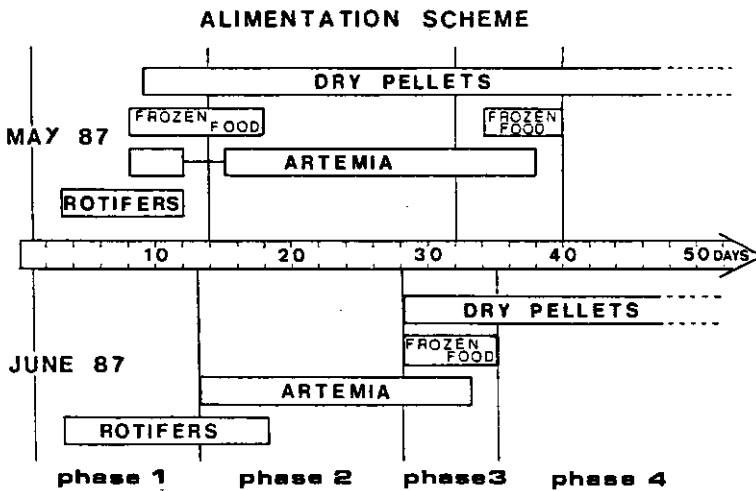 ALIMENTATION SCHEME
DRY PELLETS
FROZEN
FOOD
FROZEN
FOOD
MAY 87
ARTEMIA
ROTIFERS
10 20 30 40 50 DAYS
DRY PELLETS
FROZEN
FOOD
JUNE 87
ARTEMIA
ROTIFERS
phase 1 phase 2 phase3 phase 4